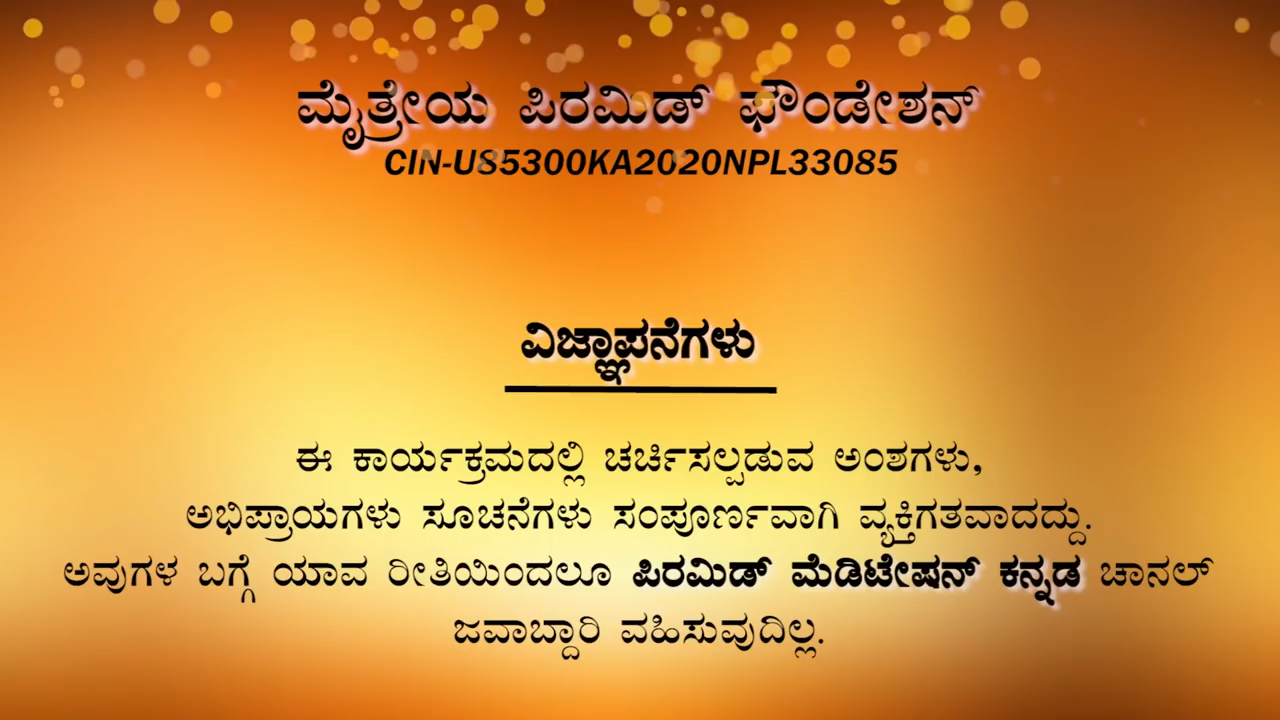 ಮೈತ್ರೇಯ ಪಿರಮಿಡ್ ಫೌಂಡೇಶನ್
CIN-U85300KA2020NPL33085
ವಿಜ್ಞಾಪನೆಗಳು
ಈ ಕಾರ್ಯಕ್ರಮದಲ್ಲಿ ಚರ್ಚಿಸಲ್ಪಡುವ ಅಂಶಗಳು,
ಅಭಿಪ್ರಾಯಗಳು ಸೂಚನೆಗಳು ಸಂಪೂರ್ಣವಾಗಿ ವ್ಯಕ್ತಿಗತವಾದದ್ದು.
ಅವುಗಳ ಬಗ್ಗೆ ಯಾವ ರೀತಿಯಿಂದಲೂ ಪಿರಮಿಡ್ ಮೆಡಿಟೇಷನ್ ಕನ್ನಡ ಚಾನಲ್
ಜವಾಬ್ದಾರಿ ವಹಿಸುವುದಿಲ್ಲ.